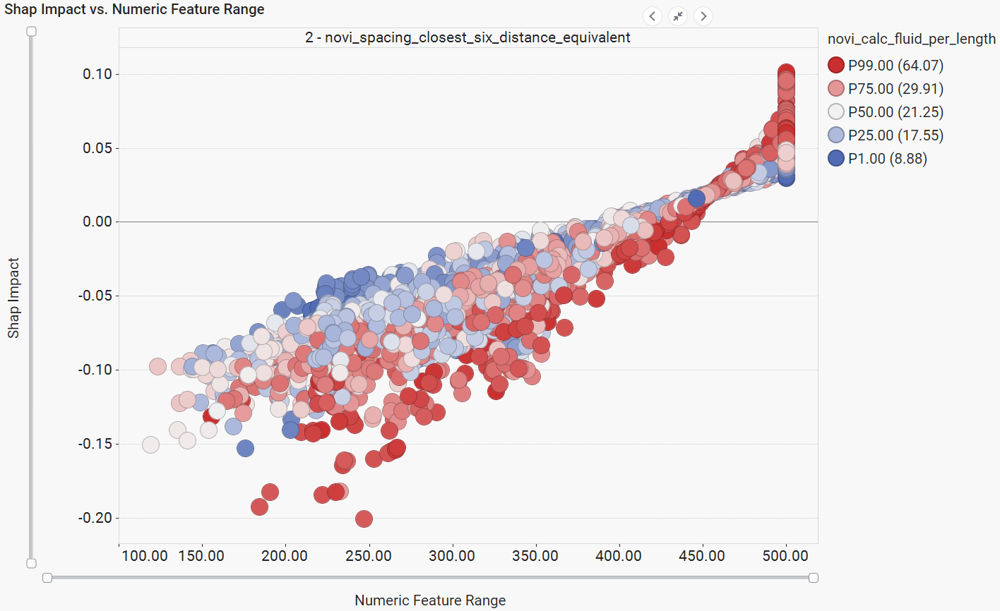 Shap Impact vs. Numeric Feature Range
2 - novi_spacing_closest_six_distance_equivalent
novi_calc_fluid_per_length
P99.00 (64.07)
P75.00 (29.91)
P50.00 (21.25)
P25.00 (17.55)
P1.00 (8.88)
Shap Impact
0.10
0.05
0.00
-0.05
-0.10
-0.15
-0.20
100.00 150.00 200.00 250.00 300.00 350.00 400.00 450.00 500.00
Numeric Feature Range